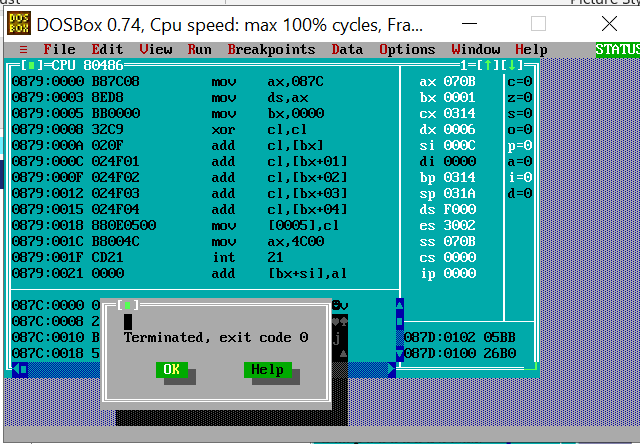 DOS
BOX
DOSBox 0.74, Cpu speed: max 100% cycles, Fra...
≡ File Edit View Run Breakpoints Data Options Window Help STATUS
[■]=CPU 80486 1=[↑][↓]
0879:0000 B87C08 mov ax,087C ax 070B c=0
0879:0003 8ED8 mov ds,ax bx 0001 z=0
0879:0005 BB0000 mov bx,0000 cx 0314 s=0
0879:0008 32C9 xor cl,cl dx 0006 o=0
0879:000A 020F add cl,[bx] si 000C p=0
0879:000C 024F01 add cl,[bx+01] di 0000 a=0
0879:000F 024F02 add cl,[bx+02] bp 0314 i=0
0879:0012 024F03 add cl,[bx+03] sp 031A d=0
0879:0015 024F04 add cl,[bx+04] ds F000
0879:0018 880E0500 mov [0005],cl es 3002
0879:001C B8004C mov ax,4C00 ss 070B
0879:001F CD21 int 21 cs 0000
0879:0021 0000 add [bx+si],al ip 0000
087C:0000 0
087C:0008 2
087C:0010 B j 087D:0102 05BB
087C:0018 5 087D:0100 26B0
[■]
Terminated, exit code 0
OK Help